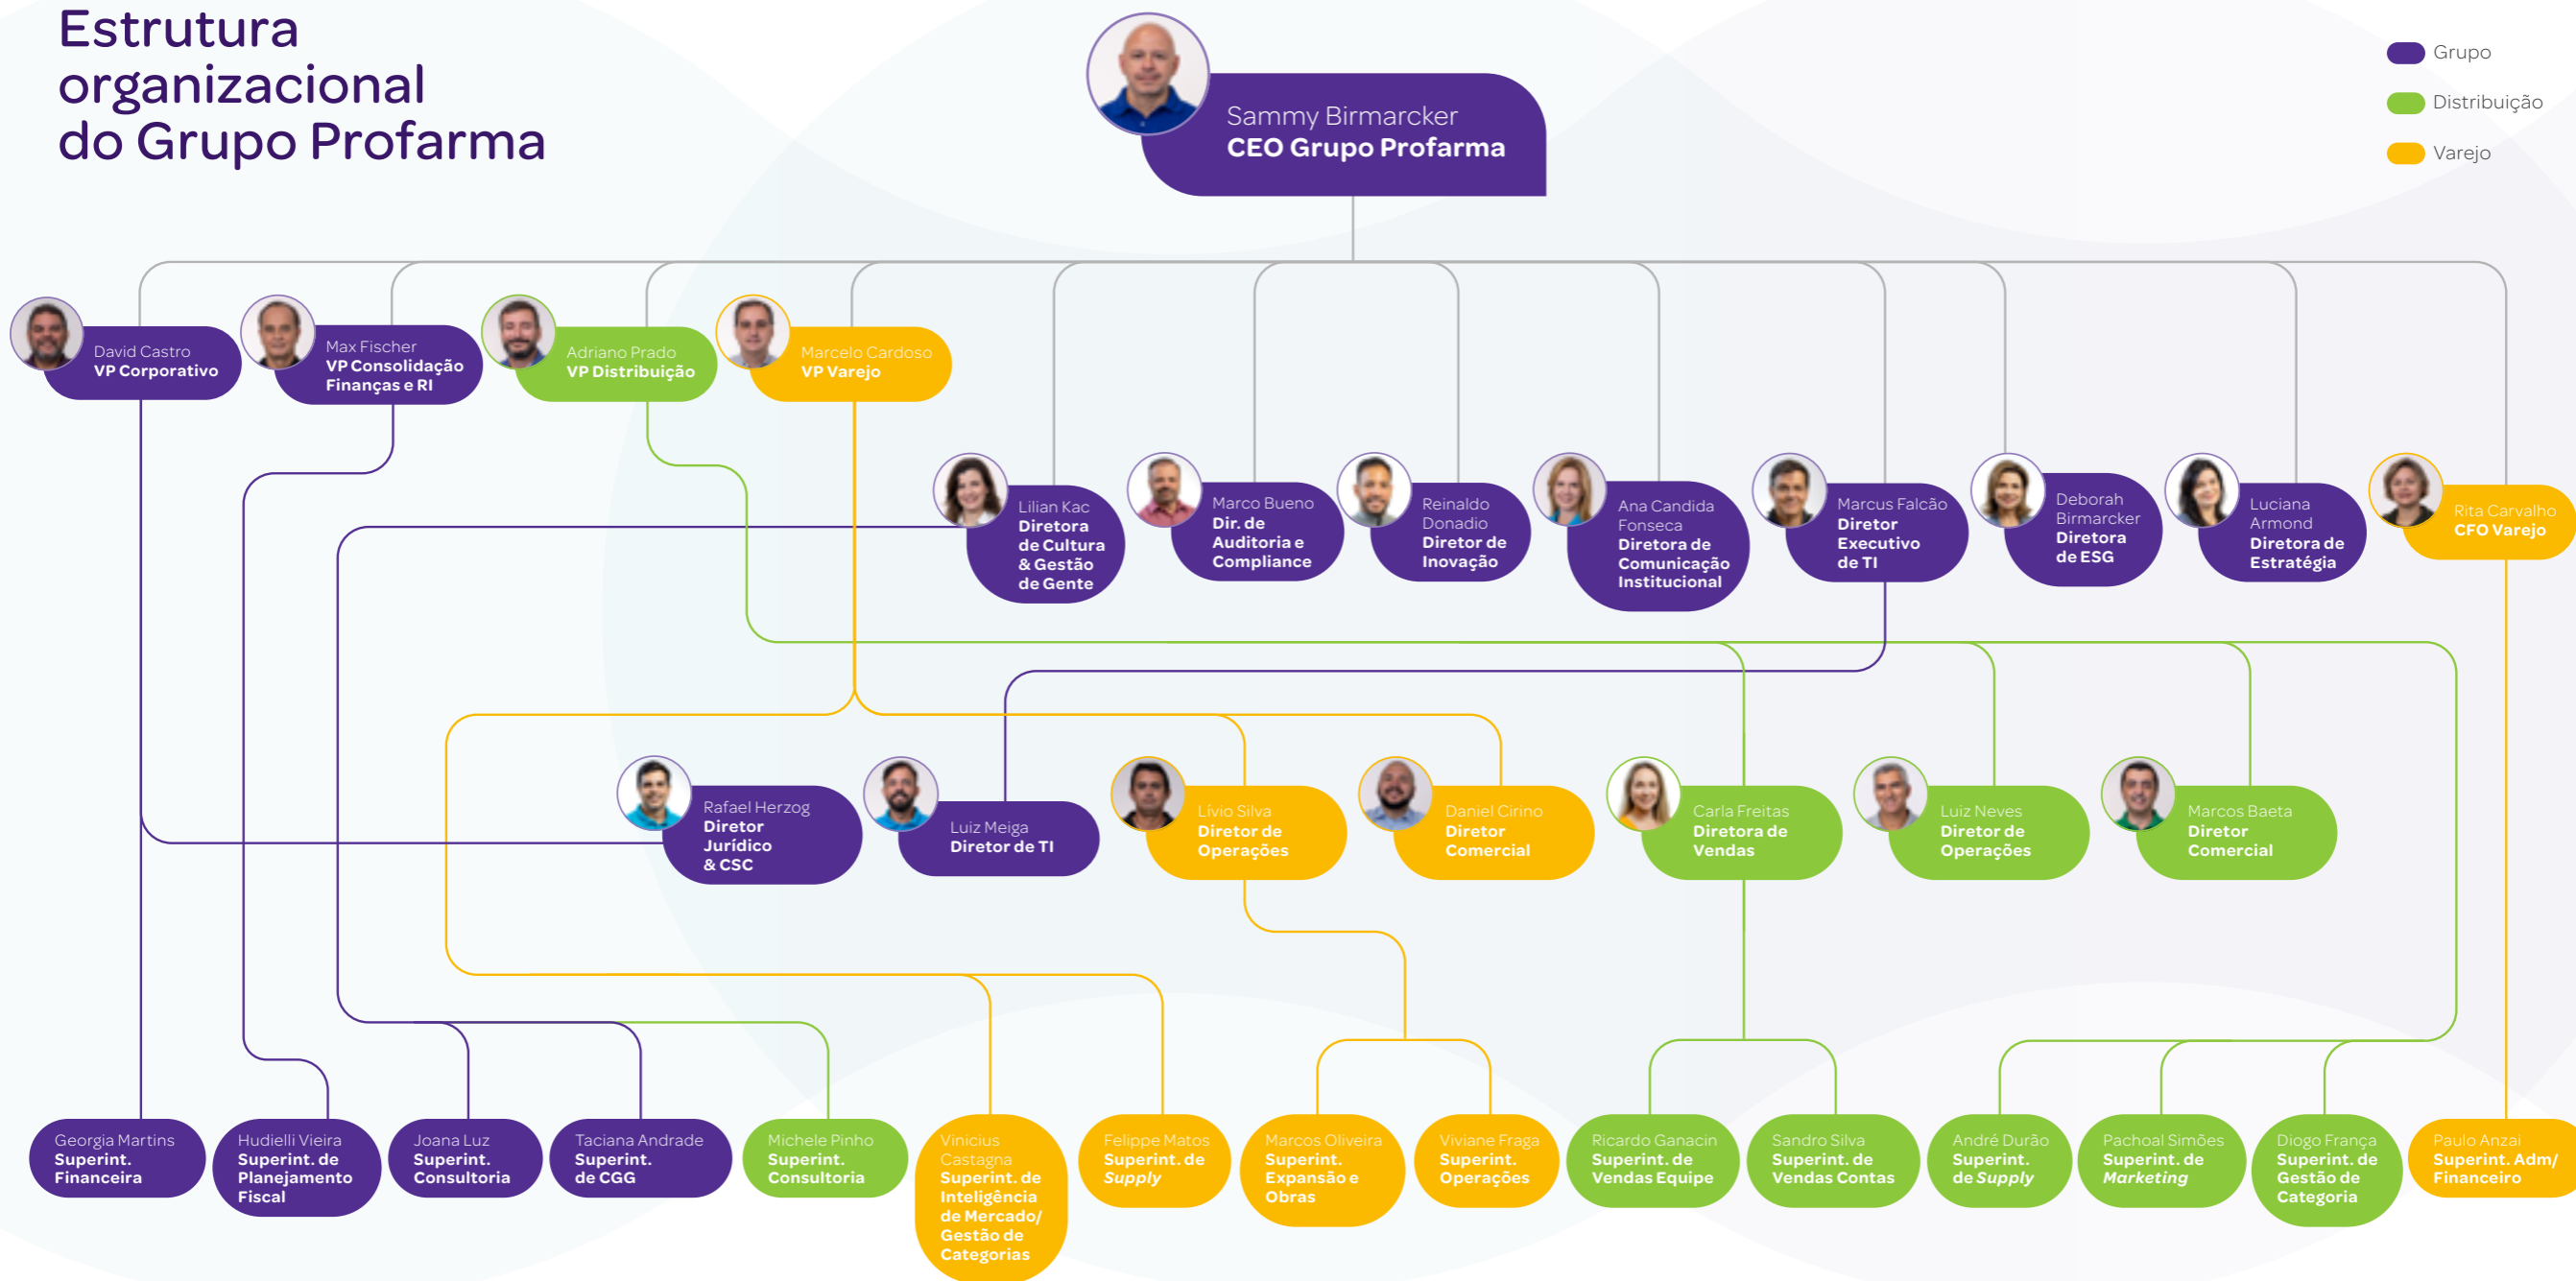 Estrutura
organizacional
do Grupo Profarma
Sammy Birmarcker
CEO Grupo Profarma
Grupo
Distribuição
Varejo
David Castro
VP Corporativo
Max Fischer
VP Consolidação
Finanças e RI
Adriano Prado
VP Distribuição
Marcelo Cardoso
VP Varejo
Lilian Kac
Diretora
de Cultura
& Gestão
de Gente
Marco Bueno
Dir. de
Auditoria e
Compliance
Reinaldo
Donadio
Diretor de
Inovação
Ana Candida
Fonseca
Diretora de
Comunicação
Institucional
Marcus Falcão
Diretor
Executivo
de TI
Deborah
Birmarcker
Diretora
de ESG
Luciana
Armond
Diretora de
Estratégia
Rita Carvalho
CFO Varejo
Rafael Herzog
Diretor
Jurídico
& CSC
Luiz Meiga
Diretor de TI
Lívio Silva
Diretor de
Operações
Daniel Cirino
Diretor
Comercial
Carla Freitas
Diretora de
Vendas
Luiz Neves
Diretor de
Operações
Marcos Baeta
Diretor
Comercial
Georgia Martins
Superint.
Financeira
Hudielli Vieira
Superint. de
Planejamento
Fiscal
Joana Luz
Superint.
Consultoria
Taciana Andrade
Superint.
de CGG
Michele Pinho
Superint.
Consultoria
Vinicius
Castagna
Superint. de
Inteligência
de Mercado/
Gestão de
Categorias
Felippe Matos
Superint. de
Supply
Marcos Oliveira
Superint.
Expansão e
Obras
Viviane Fraga
Superint.
Operações
Ricardo Ganacin
Superint. de
Vendas Equipe
Sandro Silva
Superint. de
Vendas Contas
André Durão
Superint.
de Supply
Pachoal Simões
Superint. de
Marketing
Diogo França
Superint. de
Gestão de
Categoria
Paulo Anzai
Superint. Adm/
Financeiro